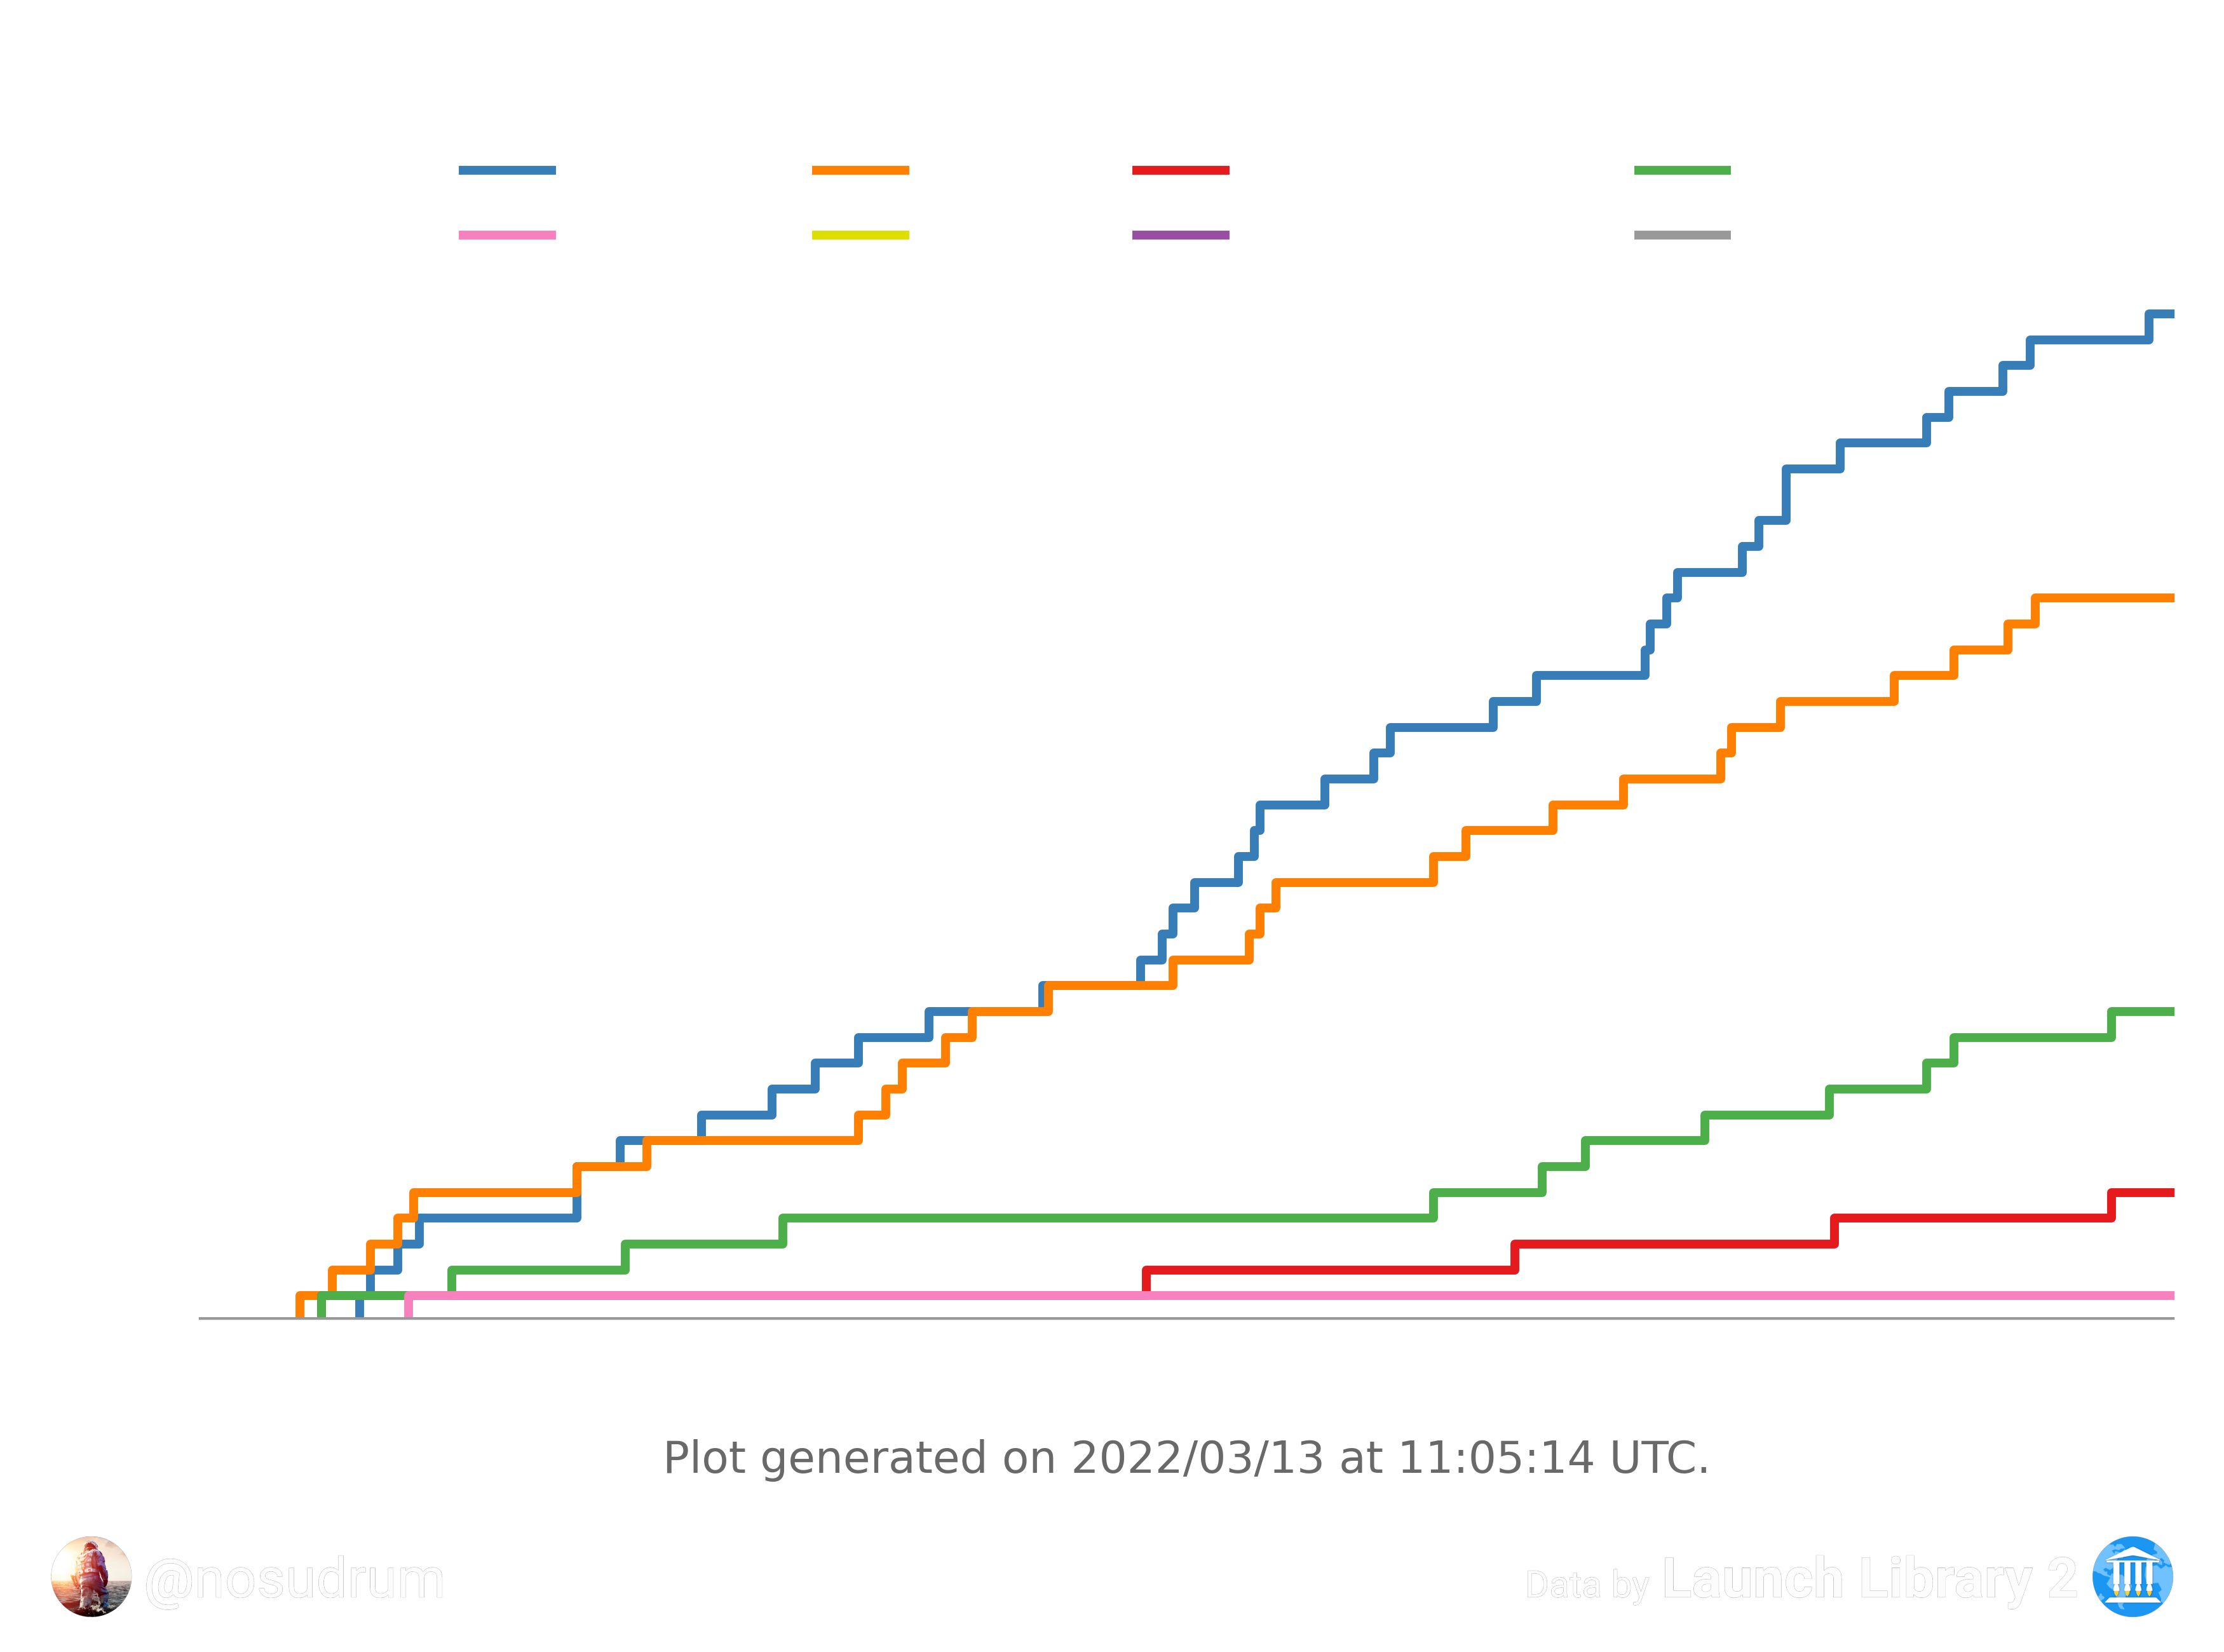 Plot generated on 2022/03/13 at 11:05:14 UTC.
@nosudrum
Data by Launch Library 2